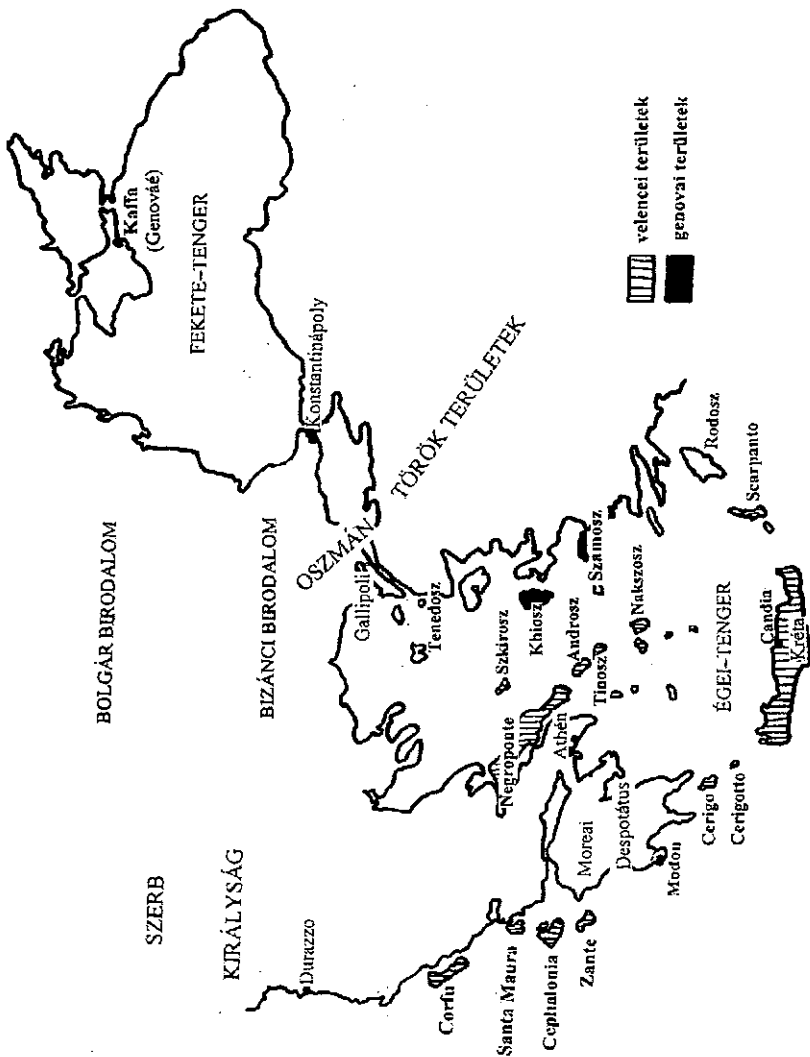 SZERB
KIRÁLYSÁG
BOLGÁR BIRODALOM
BIZÁNCI BIRODALOM
OSZMÁN TÖRÖK TERÜLETEK
FEKETE-TENGER
Kaffa
(Genováé)
Konstantinápoly
Durazzo
Gallipoli
Tenedosz
Corfu
Santa Maura
Cephalonia
Zante
Negroponte
Szkirosz
Khiosz
Androsz
Athén
Tinosz
Szamosz
Moreai
Despotátus
Modon
Nakszosz
Cerigo
Cerigotto
ÉGEI-TENGER
Rodosz
Scarpanto
Candia
Kréta
velencei területek
genovai területek